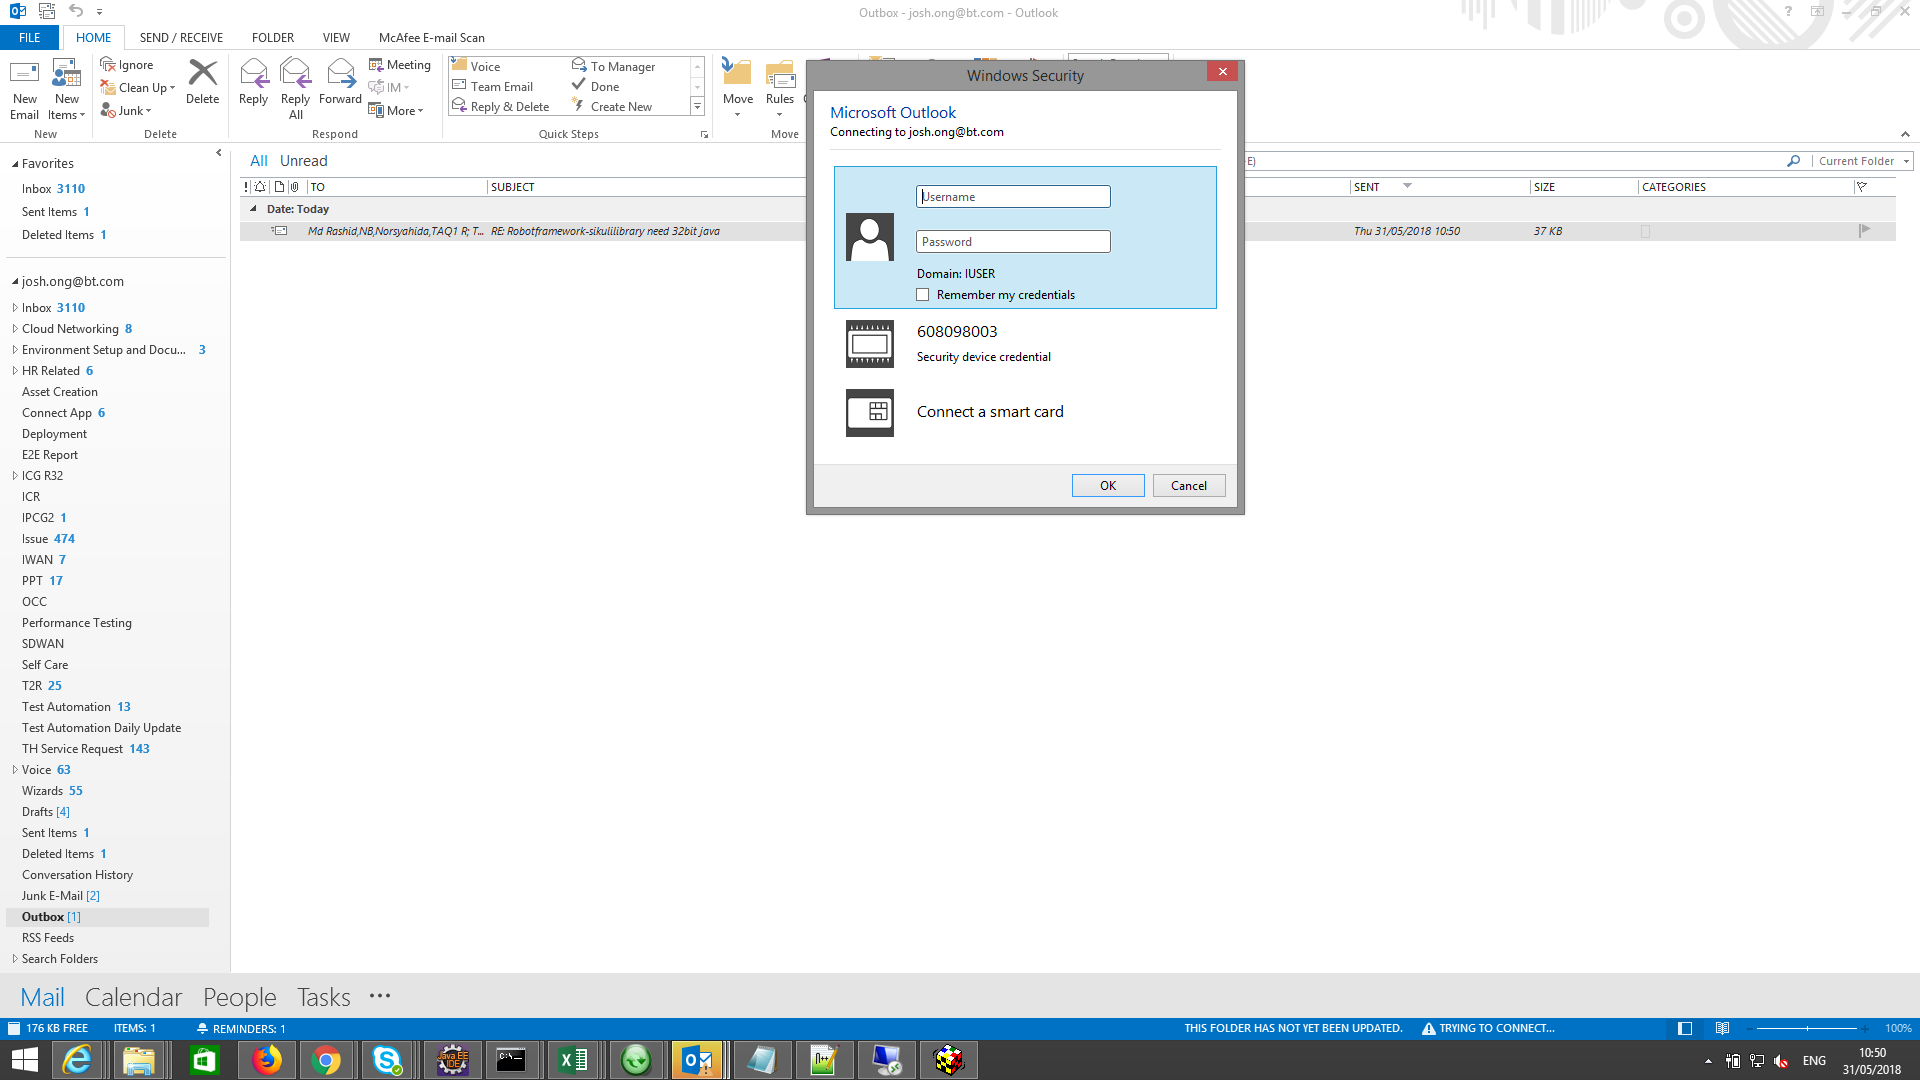 Outbox - josh.ong@bt.com - Outlook
FILE HOME SEND / RECEIVE FOLDER VIEW McAfee E-mail Scan
New Email
New Items
Ignore
Clean Up
Junk
Delete
Reply
Reply All
Forward
Meeting
IM
More
Voice
Team Email
Reply & Delete
To Manager
Done
Create New
Move
Rules
New
Delete
Respond
Quick Steps
Move
Favorites
Inbox 3110
Sent Items 1
Deleted Items 1
josh.ong@bt.com
Inbox 3110
Cloud Networking 8
Environment Setup and Docu... 3
HR Related 6
Asset Creation
Connect App 6
Deployment
E2E Report
ICG R32
ICR
IPCG2 1
Issue 474
IWAN 7
PPT 17
OCC
Performance Testing
SDWAN
Self Care
T2R 25
Test Automation 13
Test Automation Daily Update
TH Service Request 143
Voice 63
Wizards 55
Drafts [4]
Sent Items 1
Deleted Items 1
Conversation History
Junk E-Mail [2]
Outbox [1]
RSS Feeds
Search Folders
All Unread
E)
Current Folder
TO SUBJECT SENT SIZE CATEGORIES
Date: Today
Md Rashid,NB,Norsyahida,TAQ1 R; T... RE: Robotframework-sikulilibrary need 32bit java Thu 31/05/2018 10:50 37 KB
Windows Security
Microsoft Outlook
Connecting to josh.ong@bt.com
Username
Password
Domain: IUSER
Remember my credentials
608098003
Security device credential
Connect a smart card
OK Cancel
Mail Calendar People Tasks
176 KB FREE ITEMS: 1 REMINDERS: 1 THIS FOLDER HAS NOT YET BEEN UPDATED. TRYING TO CONNECT... 100%
Java EE
IDE
C:\
N++
ENG
10:50
31/05/2018